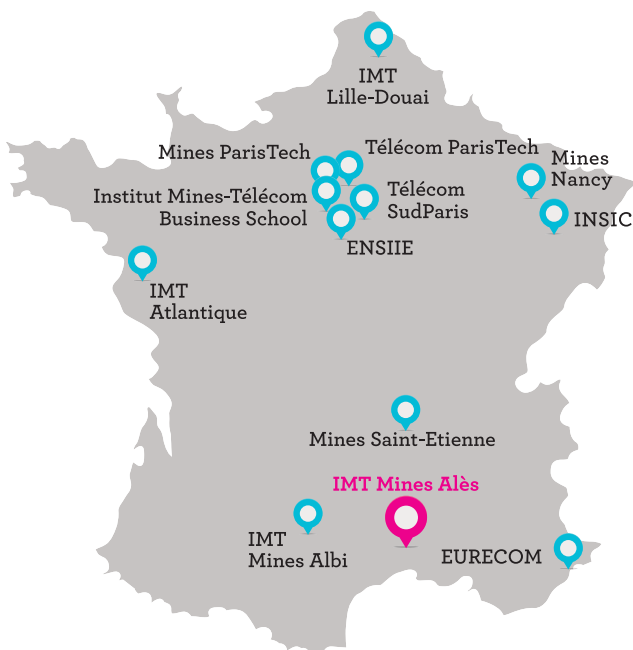 IMT
Lille-Douai
Mines ParisTech
Télécom ParisTech
Mines
Nancy
Institut Mines-Télécom
Business School
Télécom
SudParis
INSIC
ENSIIE
IMT
Atlantique
Mines Saint-Etienne
IMT Mines Alès
IMT
Mines Albi
EURECOM